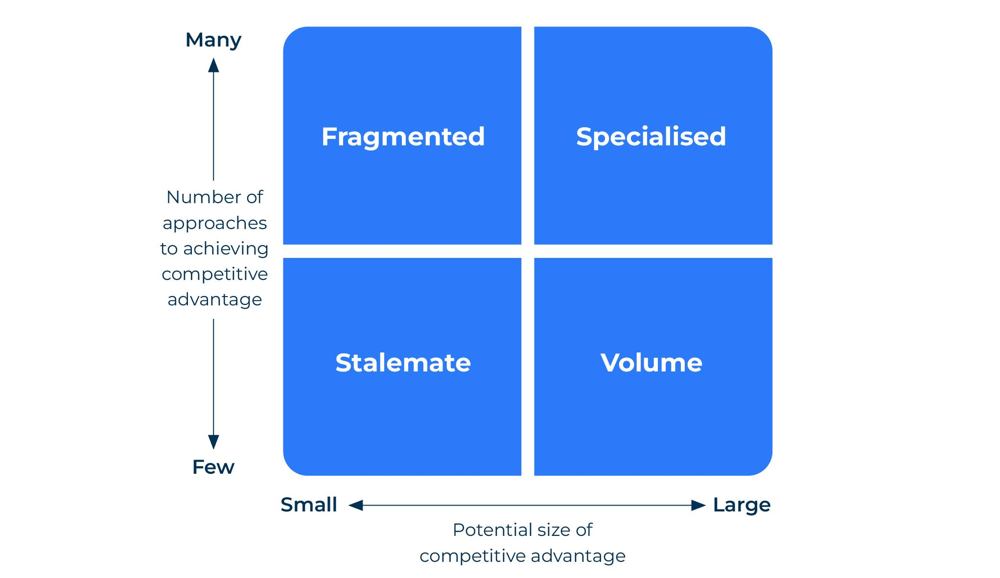 Many
Fragmented
Specialised
Number of
approaches
to achieving
competitive
advantage
Stalemate
Volume
Few
Small
Large
Potential size of
competitive advantage